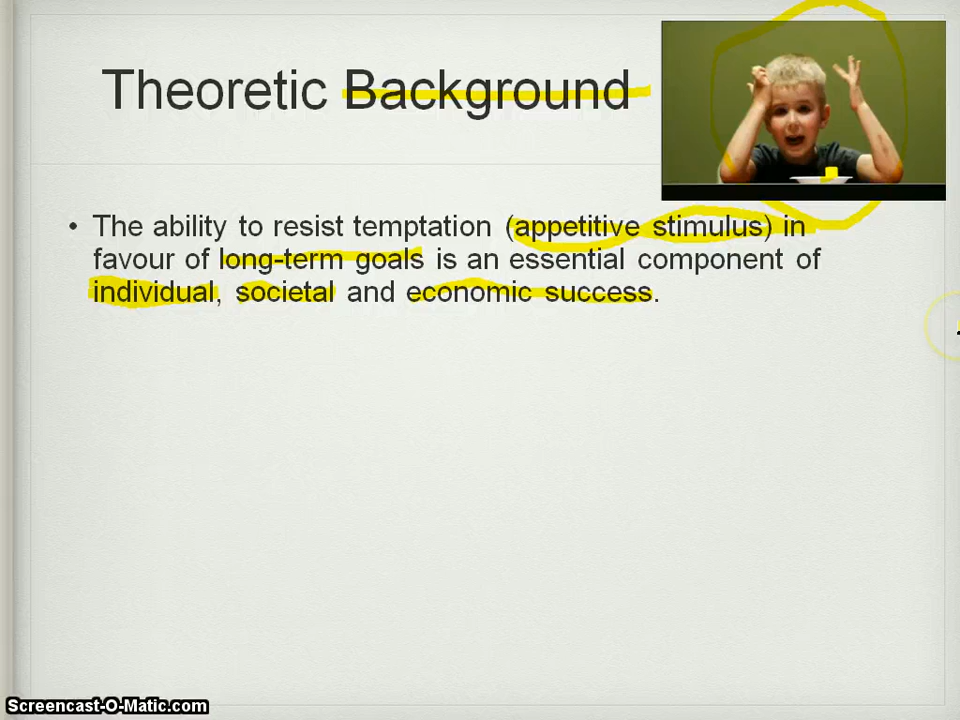 Theoretic Background
• The ability to resist temptation (appetitive stimulus) in
favour of long-term goals is an essential component of
individual, societal and economic success.
Screencast-O-Matic.com